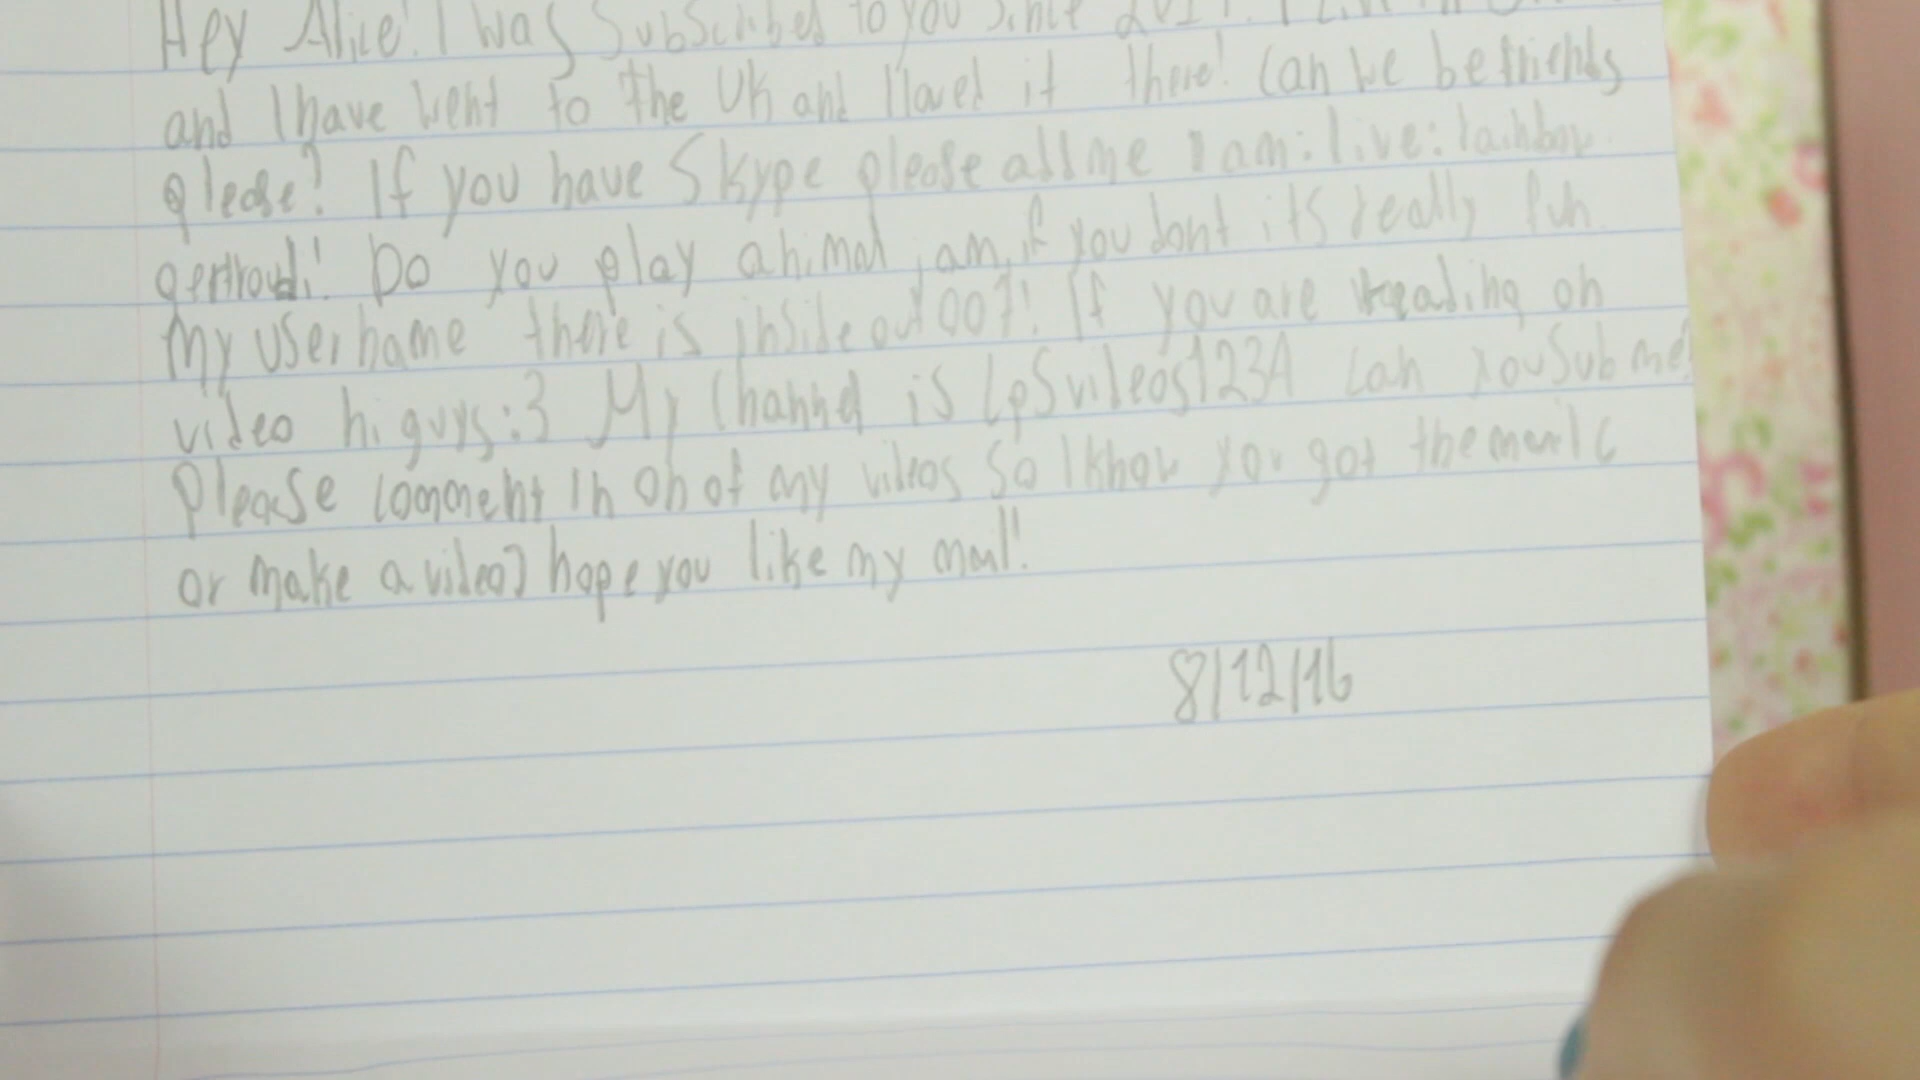 Hey Alice! I was Subscribed to you since
and I have went to the UK and I loved it there! Can we be friends
please? If you have Skype please add me I am: live:
Do you play animal jam, if you dont its really fun
My username there is insideout007! If you are reading on
video hi guys :3 My Channel is LpSvideos123A can you Sub me?
Please comment in on of my videos So I know you got the mail
or make a video I hope you like my mail!
8/12/16